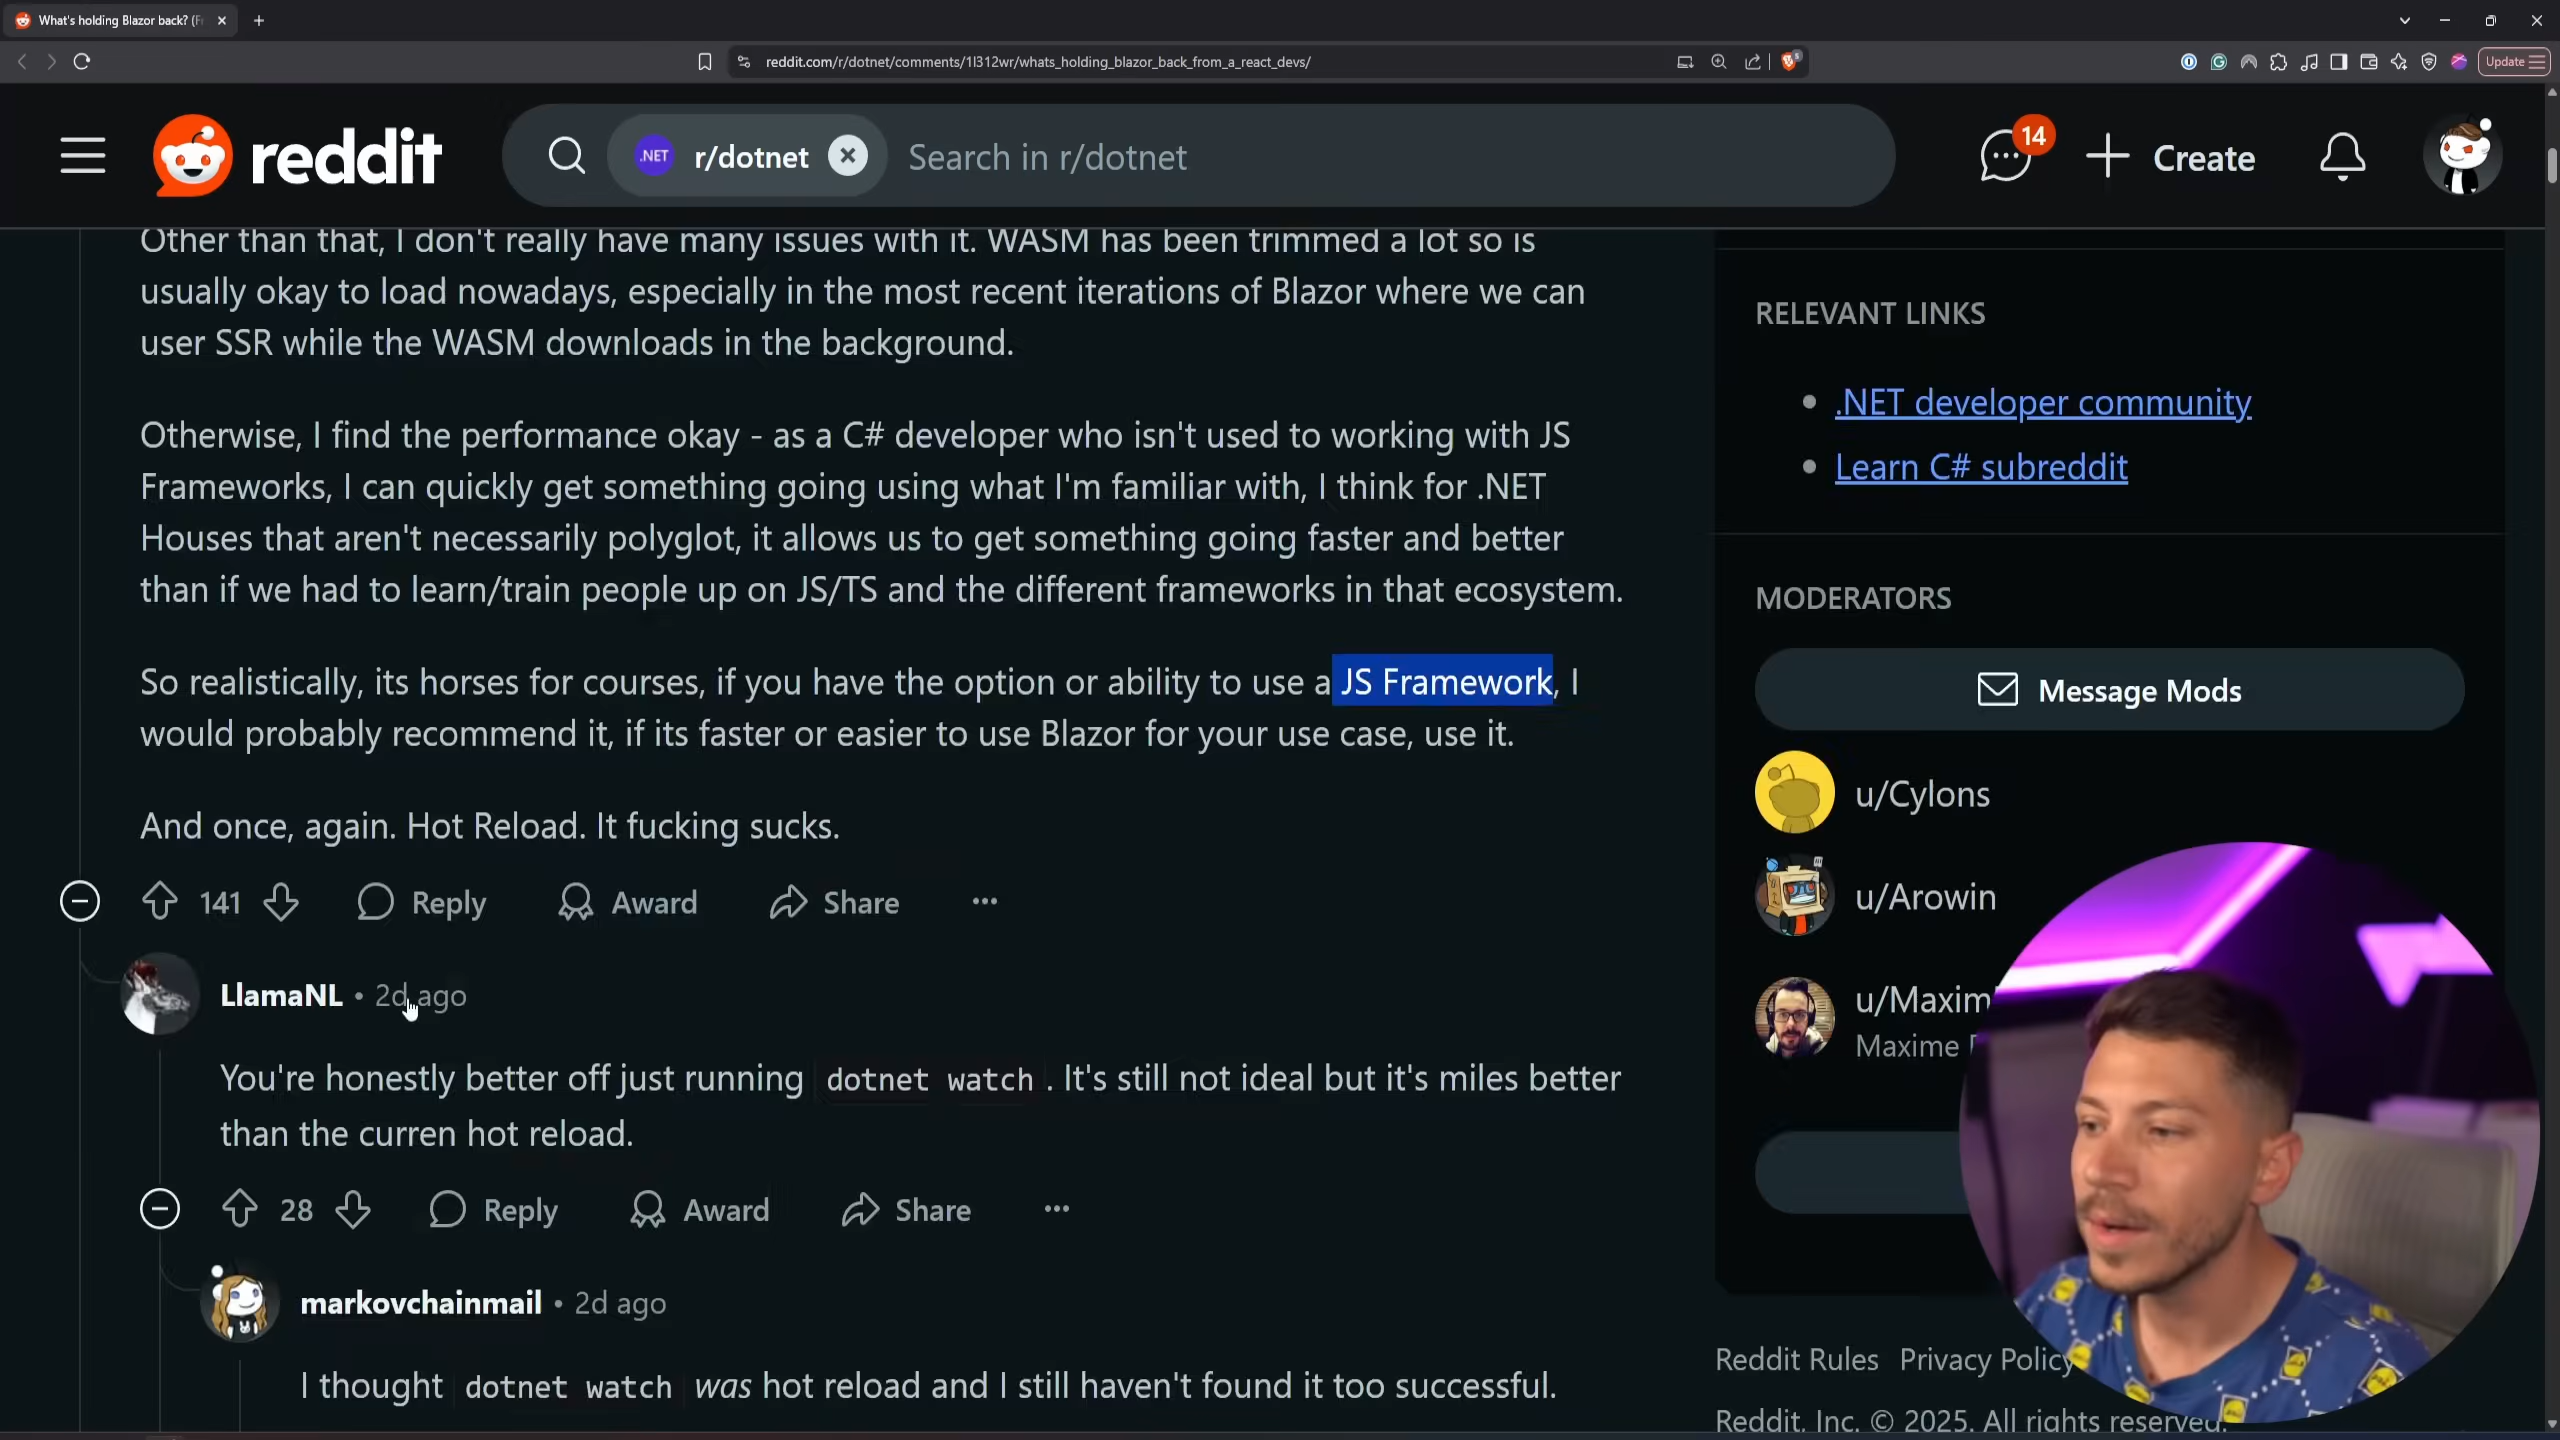 What's holding Blazor back? (Fr
reddit.com/r/dotnet/comments/1l312wr/whats_holding_blazor_back_from_a_react_devs/
Update
reddit
.NET r/dotnet Search in r/dotnet
14
Create
Other than that, I don't really have many issues with it. WASM has been trimmed a lot so is
usually okay to load nowadays, especially in the most recent iterations of Blazor where we can
user SSR while the WASM downloads in the background.
Otherwise, I find the performance okay - as a C# developer who isn't used to working with JS
Frameworks, I can quickly get something going using what I'm familiar with, I think for .NET
Houses that aren't necessarily polyglot, it allows us to get something going faster and better
than if we had to learn/train people up on JS/TS and the different frameworks in that ecosystem.
So realistically, its horses for courses, if you have the option or ability to use a JS Framework, I
would probably recommend it, if its faster or easier to use Blazor for your use case, use it.
And once, again. Hot Reload. It fucking sucks.
141 Reply Award Share
LlamaNL • 2d ago
You're honestly better off just running dotnet watch . It's still not ideal but it's miles better
than the curren hot reload.
28 Reply Award Share
markovchainmail • 2d ago
I thought dotnet watch was hot reload and I still haven't found it too successful.
RELEVANT LINKS
.NET developer community
Learn C# subreddit
MODERATORS
Message Mods
u/Cylons
u/Arowin
u/Maxim
Maxime
Reddit Rules Privacy Policy
Reddit, Inc. © 2025. All rights reserved.